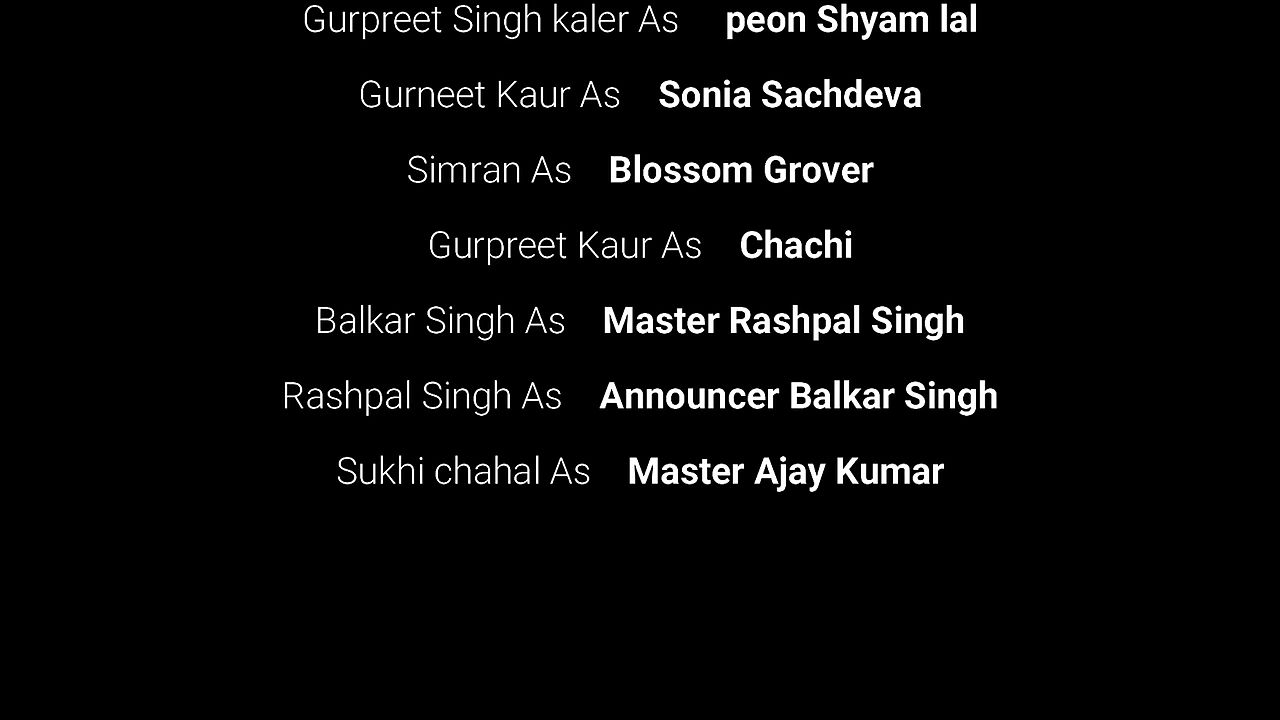 Gurpreet Singh kaler As peon Shyam lal
Gurneet Kaur As Sonia Sachdeva
Simran As Blossom Grover
Gurpreet Kaur As Chachi
Balkar Singh As Master Rashpal Singh
Rashpal Singh As Announcer Balkar Singh
Sukhi chahal As Master Ajay Kumar